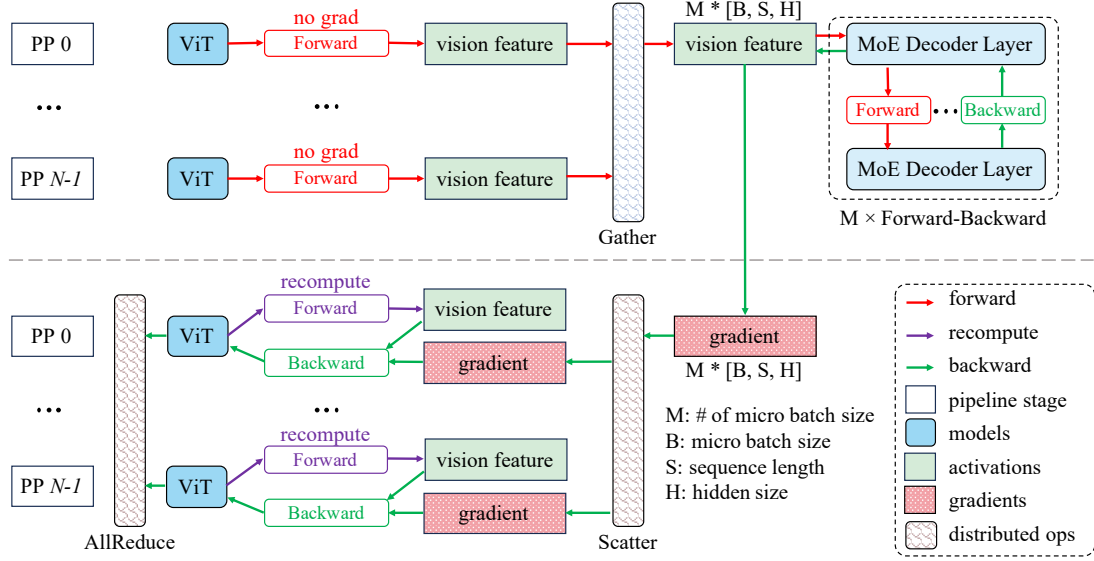 M * [B, S, H]
no grad
PP 0
ViT
Forward
vision feature
vision feature
MoE Decoder Layer
...
...
Forward
...
Backward
no grad
PP N-1
ViT
Forward
vision feature
MoE Decoder Layer
Gather
M × Forward-Backward
recompute
PP 0
ViT
Forward
vision feature
Backward
gradient
gradient
M * [B, S, H]
...
...
recompute
PP N-1
ViT
Forward
vision feature
Backward
gradient
AllReduce
Scatter
M: # of micro batch size
B: micro batch size
S: sequence length
H: hidden size
forward
recompute
backward
pipeline stage
models
activations
gradients
distributed ops